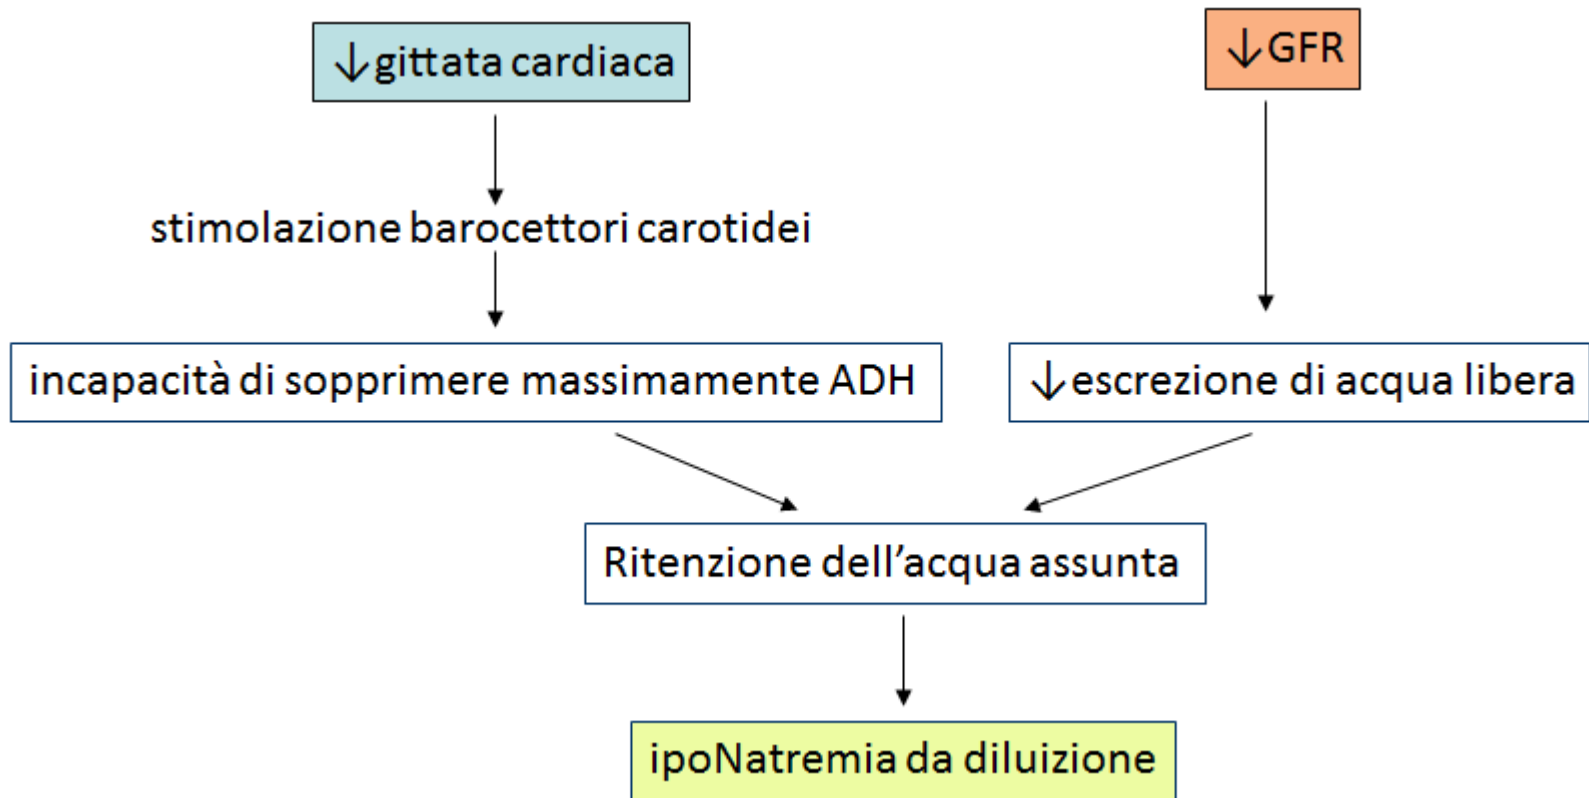 ↓gittata cardiaca
↓GFR
stimolazione barocettori carotidei
incapacità di sopprimere massimamente ADH
↓escrezione di acqua libera
Ritenzione dell’acqua assunta
ipoNatremia da diluizione